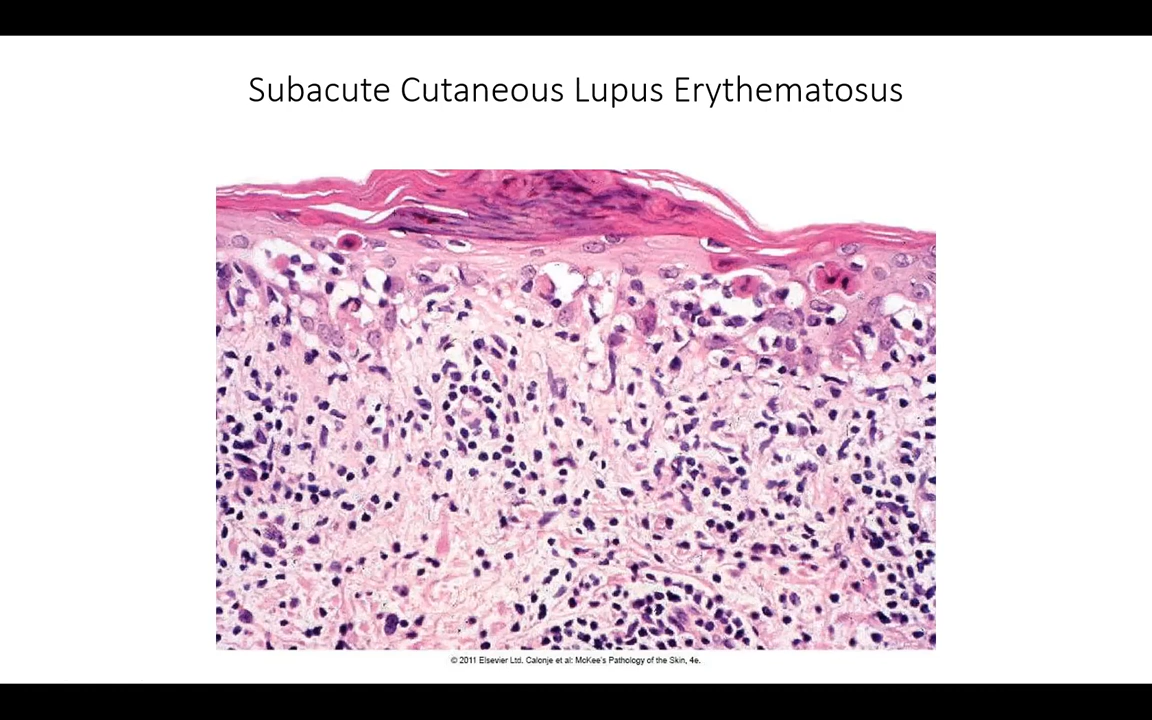 Subacute Cutaneous Lupus Erythematosus
© 2011 Elsevier Ltd. Calonje et al: McKee's Pathology of the Skin, 4e.